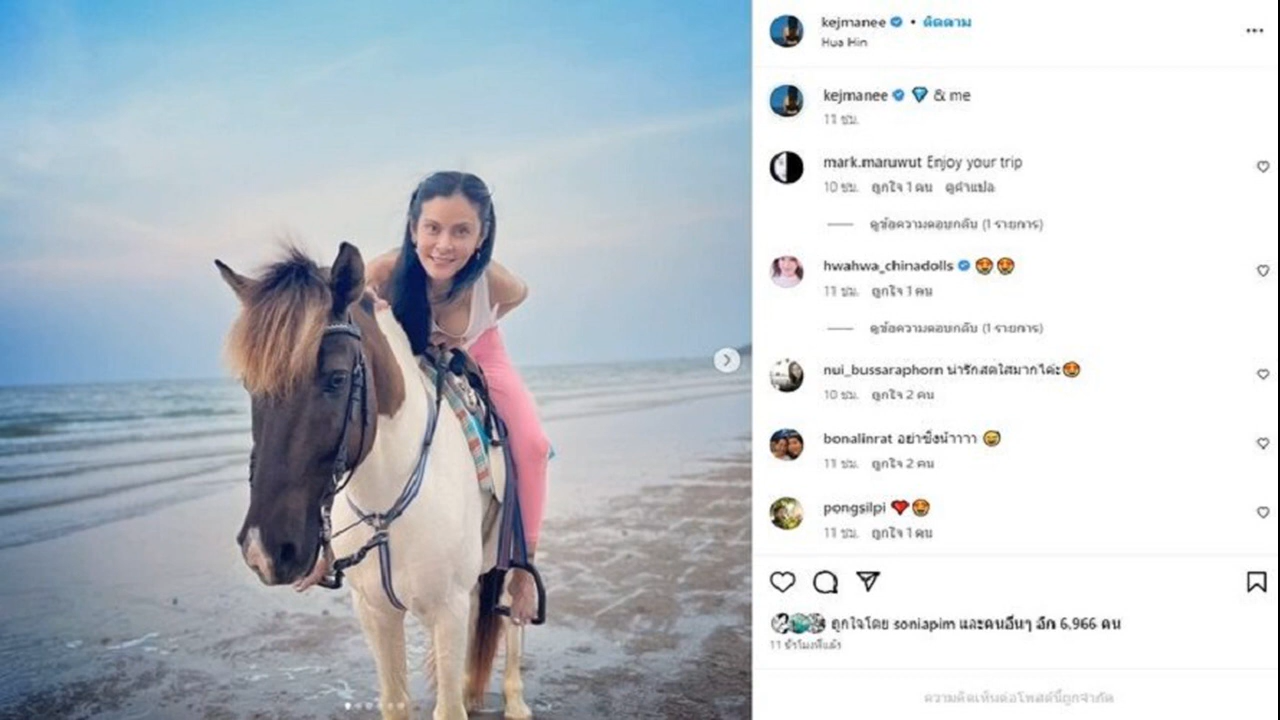 kejmanee • ติดตาม
Hua Hin
kejmanee 💎 & me
11 ชม.
mark.maruwut Enjoy your trip
10 ชม. ถูกใจ 1 คน ดูคำแปล
ดูข้อความตอบกลับ (1 รายการ)
hwahwa_chinadolls 🤩🤩
11 ชม. ถูกใจ 1 คน
ดูข้อความตอบกลับ (1 รายการ)
nui_bussaraphorn น่ารักสดใสมากค่ะ🤩
10 ชม. ถูกใจ 2 คน
bonalinrat อย่าซิ่งน้าาาา 😅
11 ชม. ถูกใจ 2 คน
pongsilpi ❤️🤩
11 ชม. ถูกใจ 1 คน
ถูกใจโดย soniapim และคนอื่นๆ อีก 6,966 คน
11 ชั่วโมงที่แล้ว
ความคิดเห็นต่อโพสต์นี้ถูกจำกัด